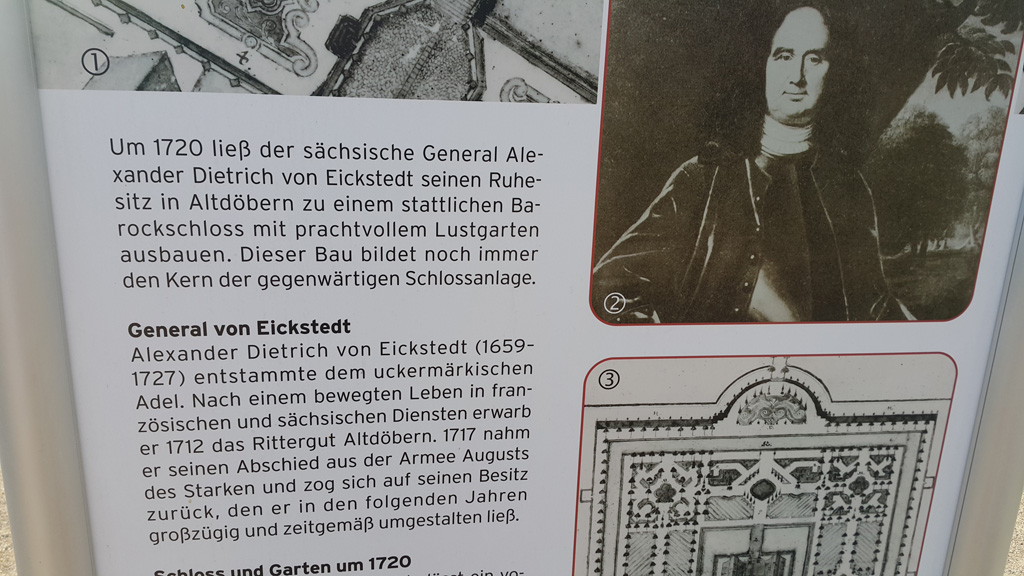 ①
Um 1720 ließ der sächsische General Ale-
xander Dietrich von Eickstedt seinen Ruhe-
sitz in Altdöbern zu einem stattlichen Ba-
rockschloss mit prachtvollem Lustgarten
ausbauen. Dieser Bau bildet noch immer
den Kern der gegenwärtigen Schlossanlage.
General von Eickstedt
Alexander Dietrich von Eickstedt (1659–
1727) entstammte dem uckermärkischen
Adel. Nach einem bewegten Leben in fran-
zösischen und sächsischen Diensten erwarb
er 1712 das Rittergut Altdöbern. 1717 nahm
er seinen Abschied aus der Armee Augusts
des Starken und zog sich auf seinen Besitz
zurück, den er in den folgenden Jahren
großzügig und zeitgemäß umgestalten ließ.
Schloss und Garten um 1720
ein vo-
②
③